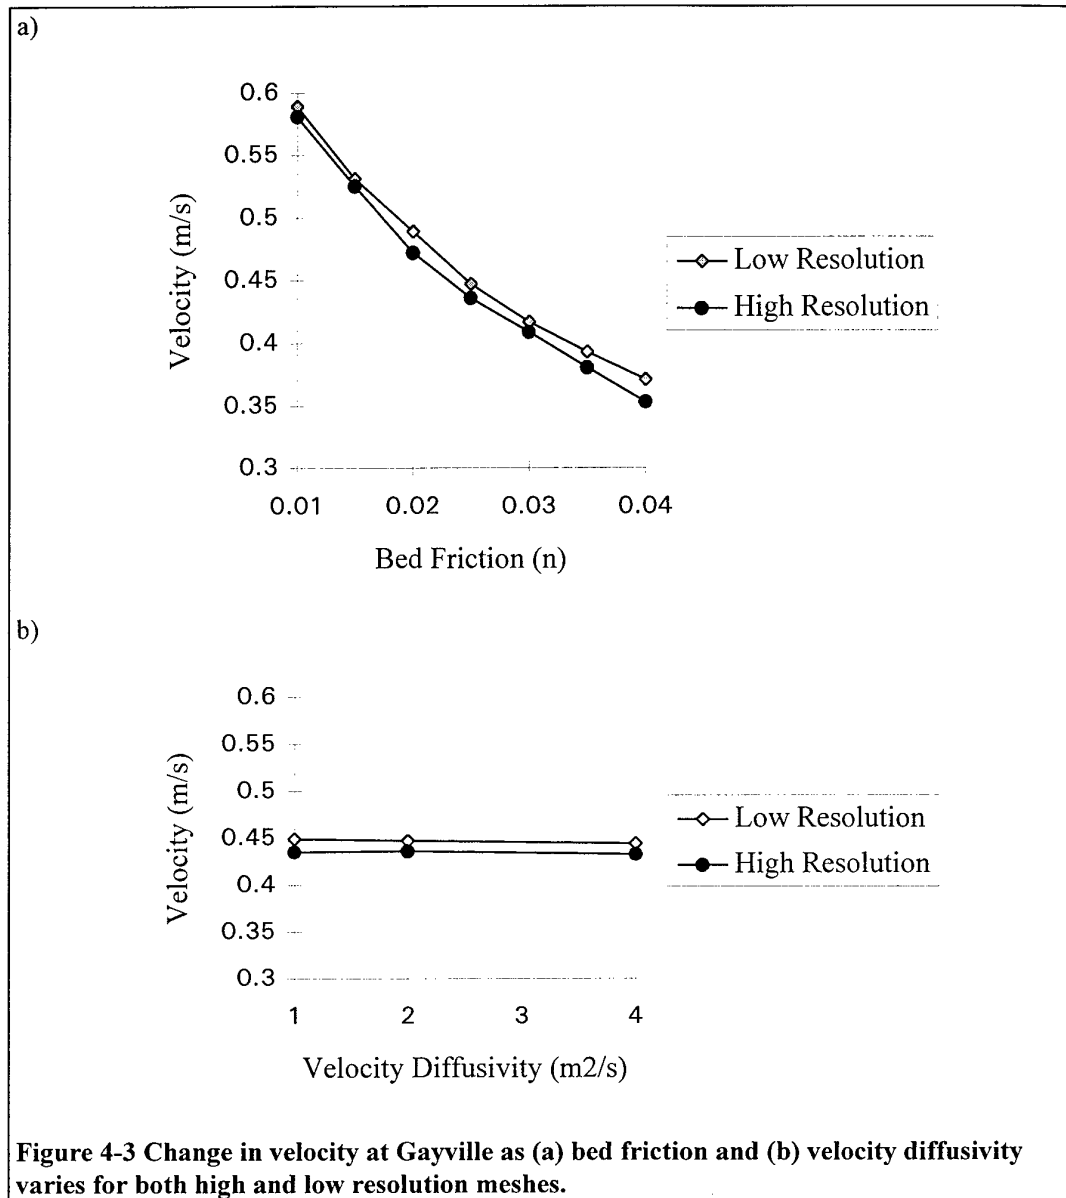 a)
0.6
0.55
0.5
0.45
0.4
0.35
0.3
Velocity (m/s)
0.01 0.02 0.03 0.04
Bed Friction (n)
Low Resolution
High Resolution
b)
0.6
0.55
0.5
0.45
0.4
0.35
0.3
Velocity (m/s)
1 2 3 4
Velocity Diffusivity (m2/s)
Low Resolution
High Resolution
Figure 4-3 Change in velocity at Gayville as (a) bed friction and (b) velocity diffusivity
varies for both high and low resolution meshes.